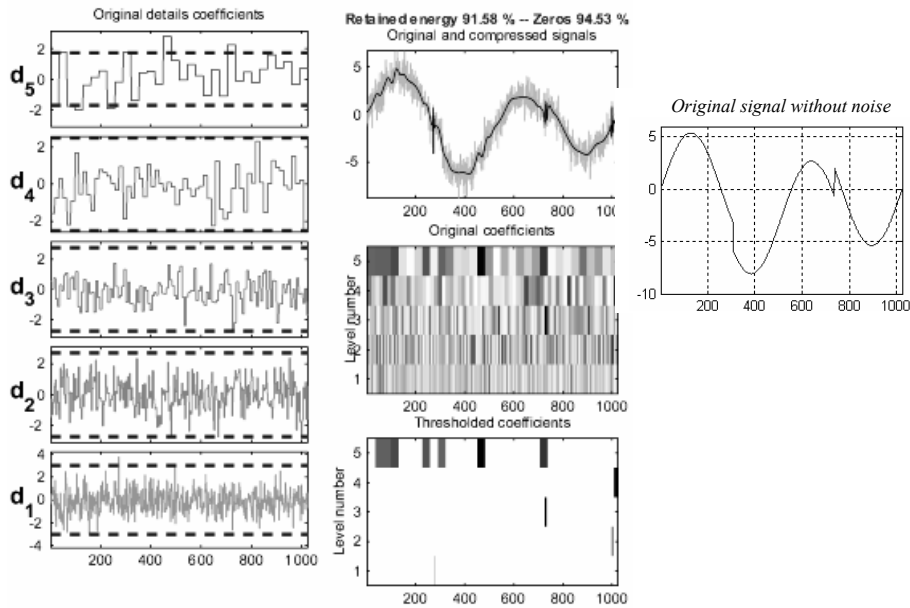 Original details coefficients
d5
2
0
-2
d4
2
0
-2
d3
2
0
-2
d2
2
0
-2
d1
4
2
0
-2
-4
200 400 600 800 1000
Retained energy 91.58 % -- Zeros 94.53 %
Original and compressed signals
5
0
-5
200 400 600 800 1000
Original coefficients
Level number
5
4
3
2
1
200 400 600 800 1000
Thresholded coefficients
Level number
5
4
3
2
1
200 400 600 800 1000
Original signal without noise
5
0
-5
-10
200 400 600 800 1000